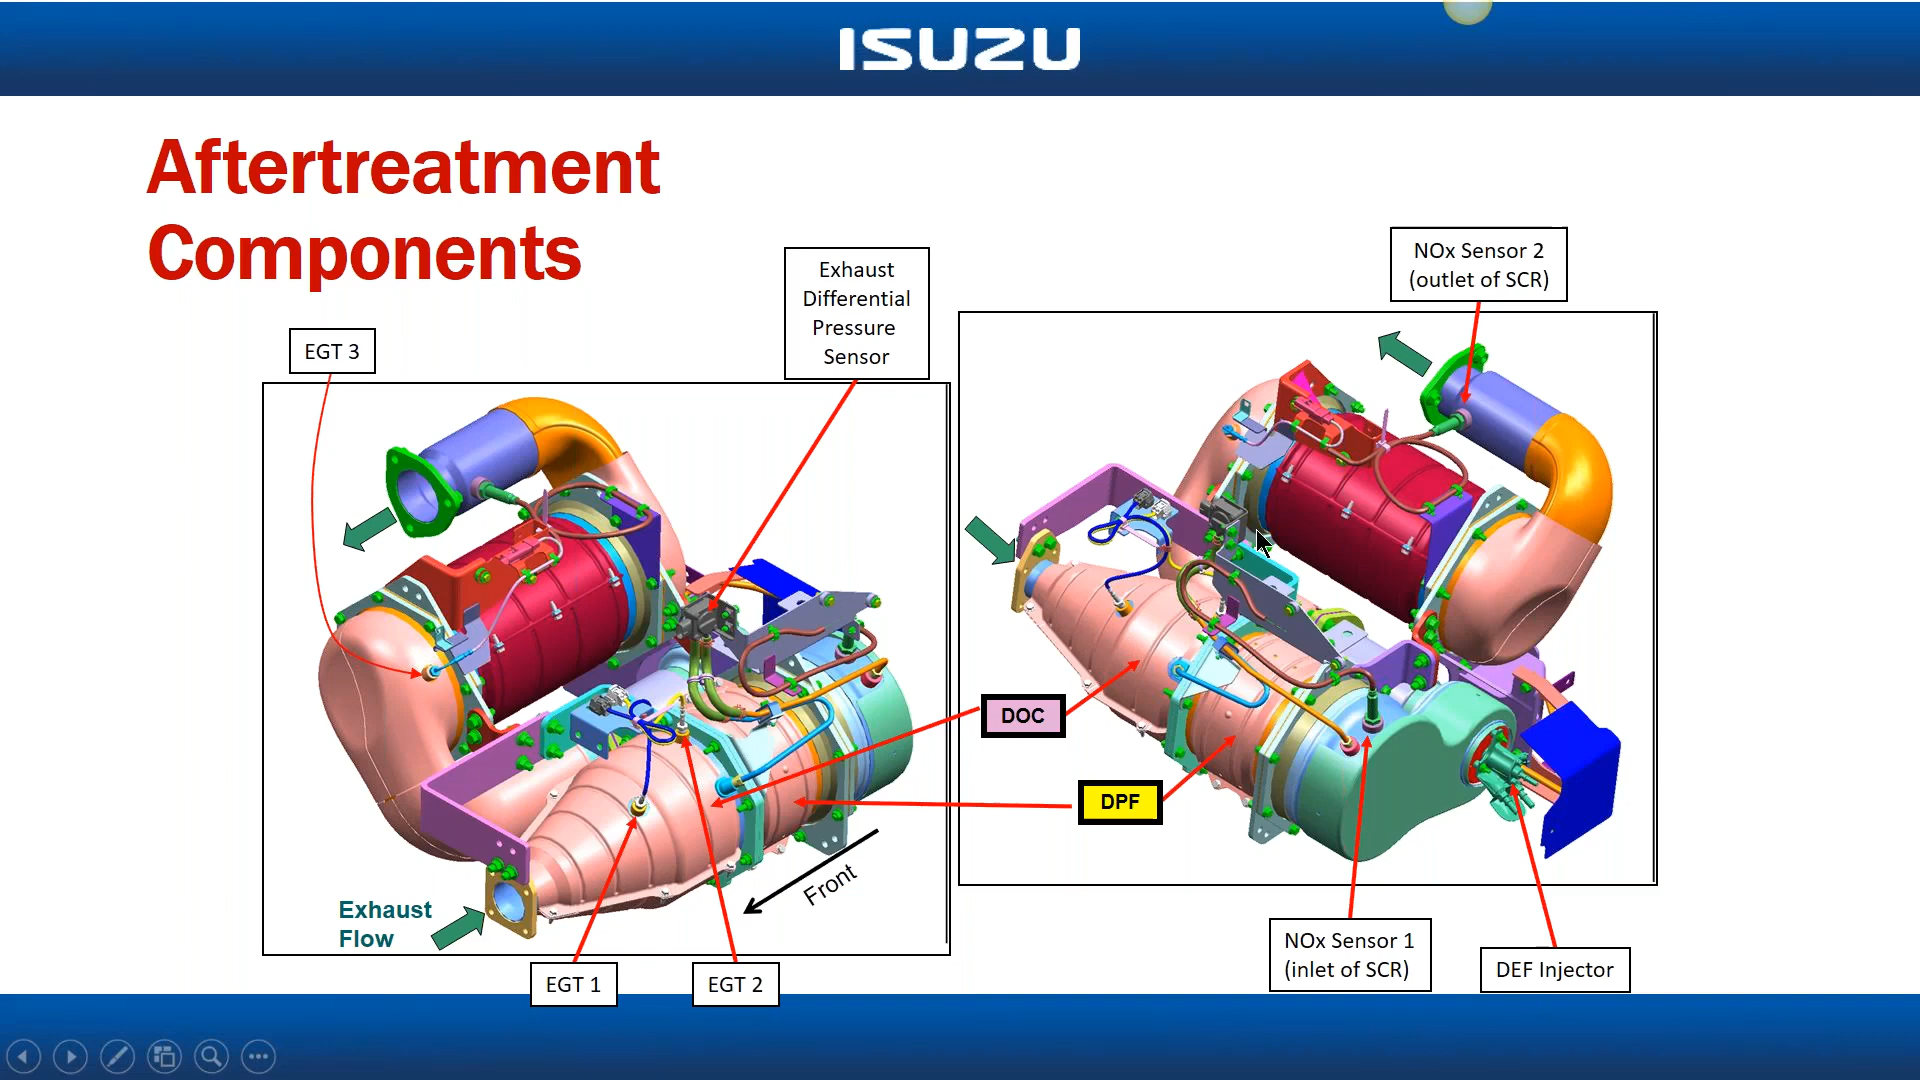 ISUZU
Aftertreatment
Components
NOx Sensor 2
(outlet of SCR)
Exhaust
Differential
Pressure
Sensor
EGT 3
DOC
DPF
Front
Exhaust
Flow
EGT 1
EGT 2
NOx Sensor 1
(inlet of SCR)
DEF Injector